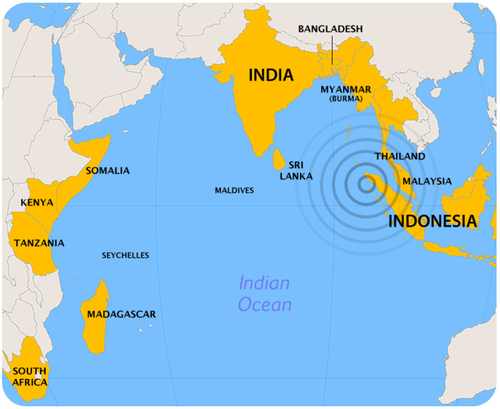 BANGLADESH
INDIA
MYANMAR
(BURMA)
THAILAND
SRI
LANKA
SOMALIA
MALAYSIA
MALDIVES
KENYA
INDONESIA
TANZANIA
SEYCHELLES
Indian
Ocean
MADAGASCAR
SOUTH
AFRICA